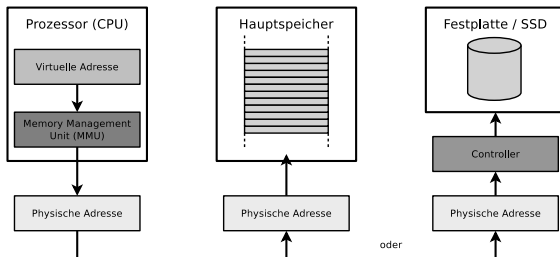 Prozessor (CPU)
Virtuelle Adresse
Memory Management
Unit (MMU)
Physische Adresse
Hauptspeicher
Physische Adresse
oder
Festplatte / SSD
Controller
Physische Adresse